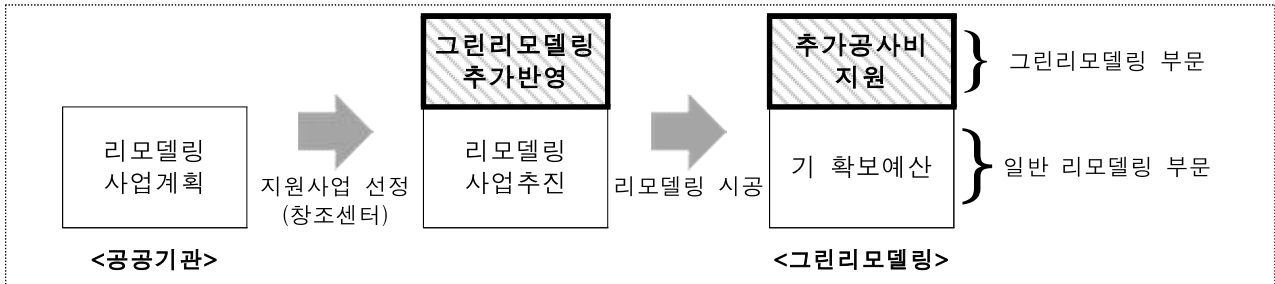 그린리모델링
추가반영
추가공사비
지원
그린리모델링 부문
리모델링
사업계획
지원사업 선정
(창조센터)
리모델링
사업추진
리모델링 시공
기 확보예산
일반 리모델링 부문
<공공기관>
<그린리모델링>